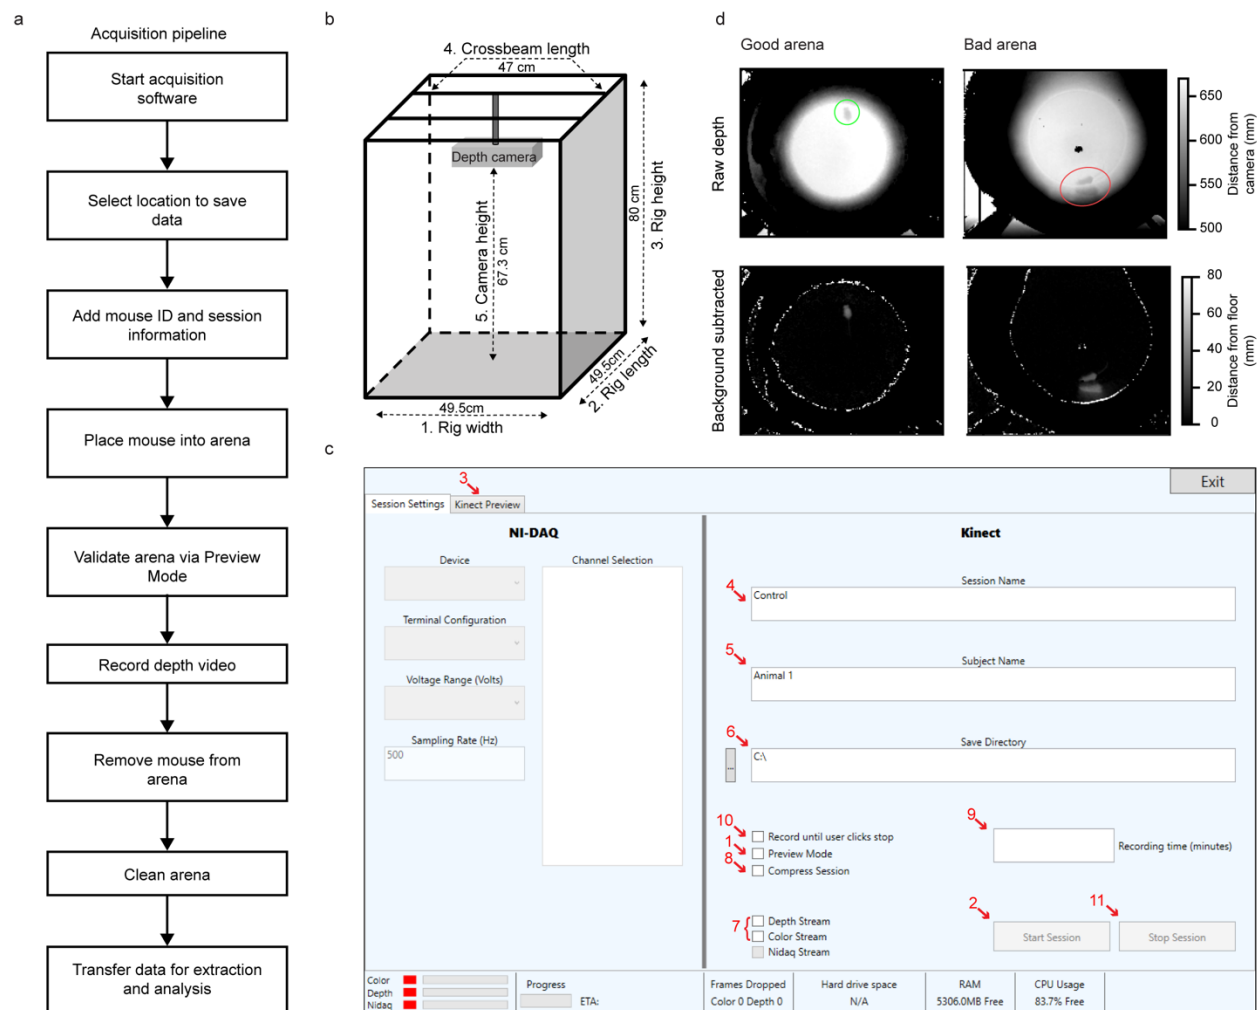 a
Acquisition pipeline
Start acquisition
software
Select location to save
data
Add mouse ID and session
information
Place mouse into arena
Validate arena via Preview
Mode
Record depth video
Remove mouse from
arena
Clean arena
Transfer data for extraction
and analysis
b
4. Crossbeam length
47 cm
Depth camera
5. Camera height
67.3 cm
80 cm
3. Rig height
49.5cm
2. Rig length
49.5cm
1. Rig width
d
Good arena
Bad arena
Raw depth
650
600
550
500
Distance from
camera (mm)
Background subtracted
80
60
40
20
0
Distance from floor
(mm)
c
3
Exit
Session Settings
Kinect Preview
NI-DAQ
Device
Channel Selection
Terminal Configuration
Voltage Range (Volts)
Sampling Rate (Hz)
500
Kinect
Session Name
4
Control
Subject Name
5
Animal 1
Save Directory
6
...
C:\
10
Record until user clicks stop
1
Preview Mode
8
Compress Session
9
Recording time (minutes)
7
Depth Stream
Color Stream
Nidaq Stream
2
Start Session
11
Stop Session
Color
Depth
Nidaq
Progress
ETA:
Frames Dropped
Color 0 Depth 0
Hard drive space
N/A
RAM
5306.0MB Free
CPU Usage
83.7% Free